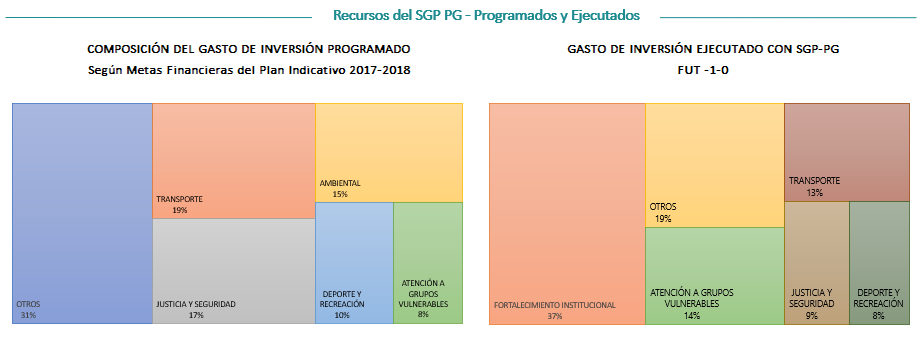 Recursos del SGP PG - Programados y Ejecutados
COMPOSICIÓN DEL GASTO DE INVERSIÓN PROGRAMADO
Según Metas Financieras del Plan Indicativo 2017-2018
OTROS
31%
TRANSPORTE
19%
JUSTICIA Y SEGURIDAD
17%
AMBIENTAL
15%
DEPORTE Y
RECREACIÓN
10%
ATENCIÓN A
GRUPOS
VULNERABLES
8%
GASTO DE INVERSIÓN EJECUTADO CON SGP-PG
FUT -1-0
FORTALECIMIENTO INSTITUCIONAL
37%
OTROS
19%
ATENCIÓN A GRUPOS
VULNERABLES
14%
TRANSPORTE
13%
JUSTICIA Y
SEGURIDAD
9%
DEPORTE Y
RECREACIÓN
8%